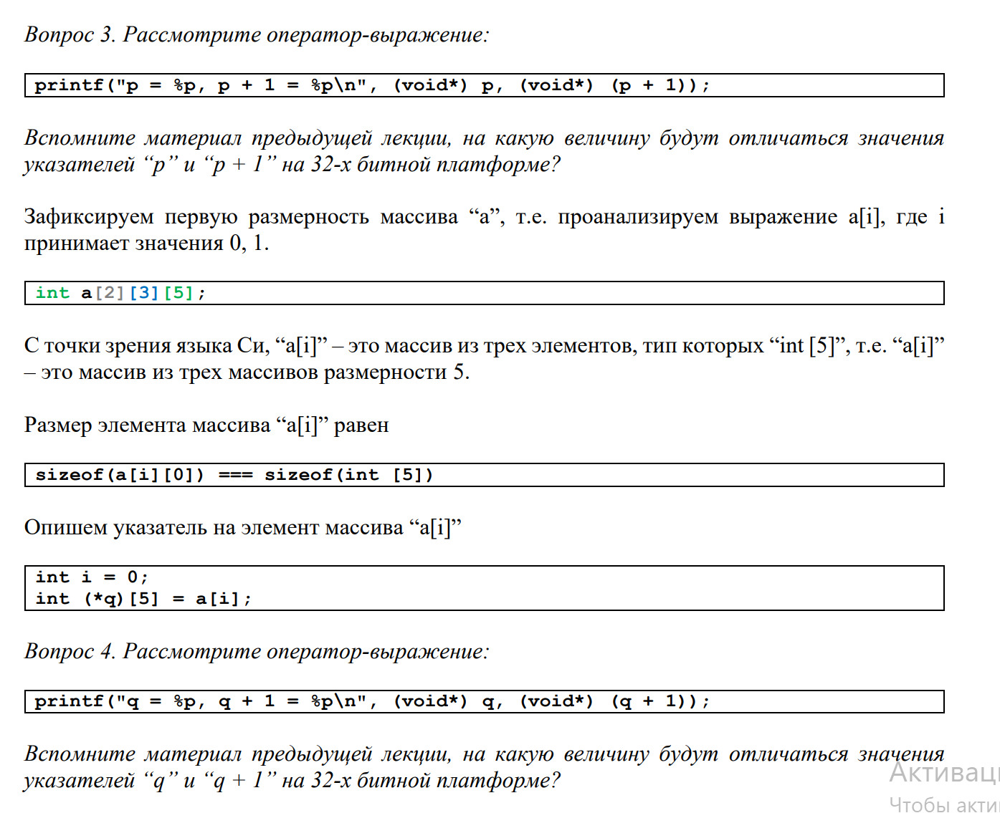 Вопрос 3. Рассмотрите оператор-выражение:
printf("p = %p, p + 1 = %p\n", (void*) p, (void*) (p + 1));
Вспомните материал предыдущей лекции, на какую величину будут отличаться значения
указателей “p” и “p + 1” на 32-х битной платформе?
Зафиксируем первую размерность массива “a”, т.е. проанализируем выражение a[i], где i
принимает значения 0, 1.
int a[2][3][5];
С точки зрения языка Си, “a[i]” – это массив из трех элементов, тип которых “int [5]”, т.е. “a[i]”
– это массив из трех массивов размерности 5.
Размер элемента массива “a[i]” равен
sizeof(a[i][0]) === sizeof(int [5])
Опишем указатель на элемент массива “a[i]”
int i = 0;
int (*q)[5] = a[i];
Вопрос 4. Рассмотрите оператор-выражение:
printf("q = %p, q + 1 = %p\n", (void*) q, (void*) (q + 1));
Вспомните материал предыдущей лекции, на какую величину будут отличаться значения
указателей “q” и “q + 1” на 32-х битной платформе?
Активац
Чтобы акти